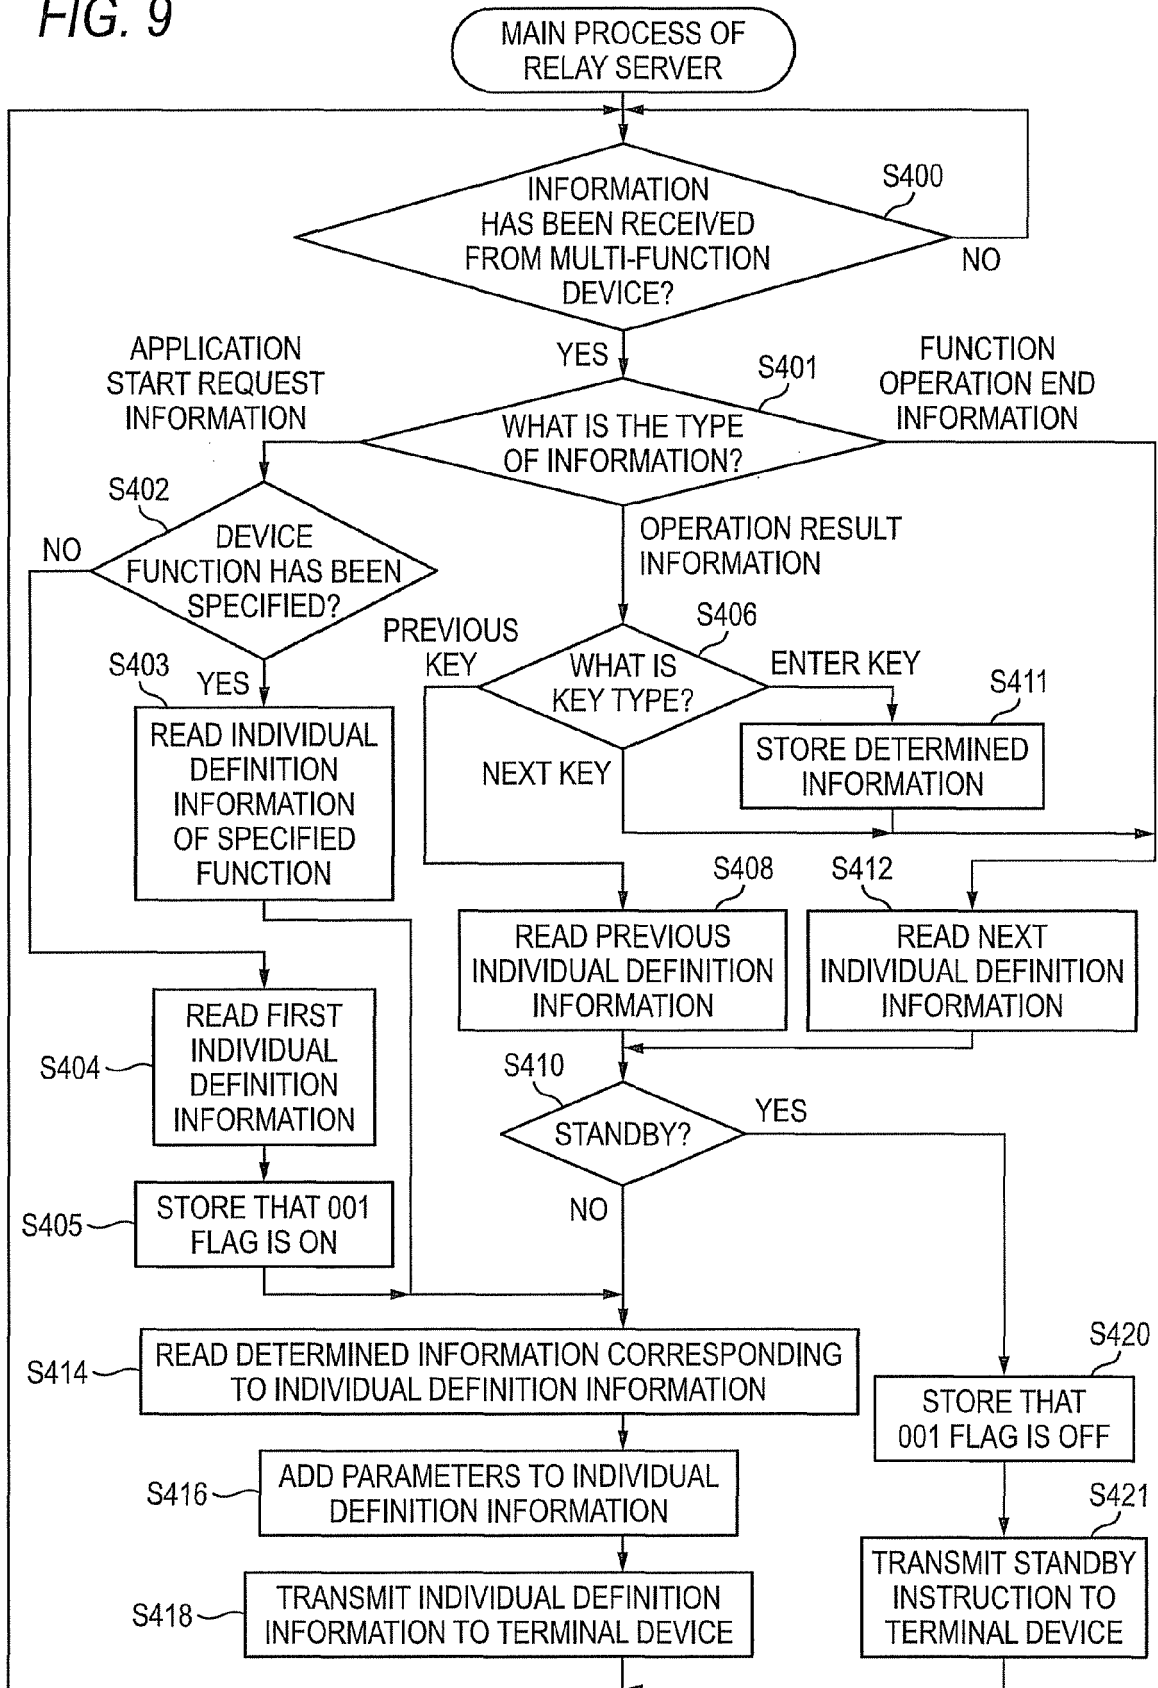 FIG. 9
MAIN PROCESS OF
RELAY SERVER
S400
INFORMATION
HAS BEEN RECEIVED
FROM MULTI-FUNCTION
DEVICE?
NO
YES
APPLICATION
START REQUEST
INFORMATION
S401
FUNCTION
OPERATION END
INFORMATION
WHAT IS THE TYPE
OF INFORMATION?
S402
NO
DEVICE
FUNCTION HAS BEEN
SPECIFIED?
OPERATION RESULT
INFORMATION
S403
YES
READ INDIVIDUAL
DEFINITION
INFORMATION
OF SPECIFIED
FUNCTION
PREVIOUS
KEY
S406
WHAT IS
KEY TYPE?
ENTER KEY
S411
NEXT KEY
STORE DETERMINED
INFORMATION
S408
READ PREVIOUS
INDIVIDUAL DEFINITION
INFORMATION
S412
READ NEXT
INDIVIDUAL DEFINITION
INFORMATION
S404
READ FIRST
INDIVIDUAL
DEFINITION
INFORMATION
S410
STANDBY?
YES
NO
S405
STORE THAT 001
FLAG IS ON
S414
READ DETERMINED INFORMATION CORRESPONDING
TO INDIVIDUAL DEFINITION INFORMATION
S420
STORE THAT
001 FLAG IS OFF
S416
ADD PARAMETERS TO INDIVIDUAL
DEFINITION INFORMATION
S421
TRANSMIT STANDBY
INSTRUCTION TO
TERMINAL DEVICE
S418
TRANSMIT INDIVIDUAL DEFINITION
INFORMATION TO TERMINAL DEVICE